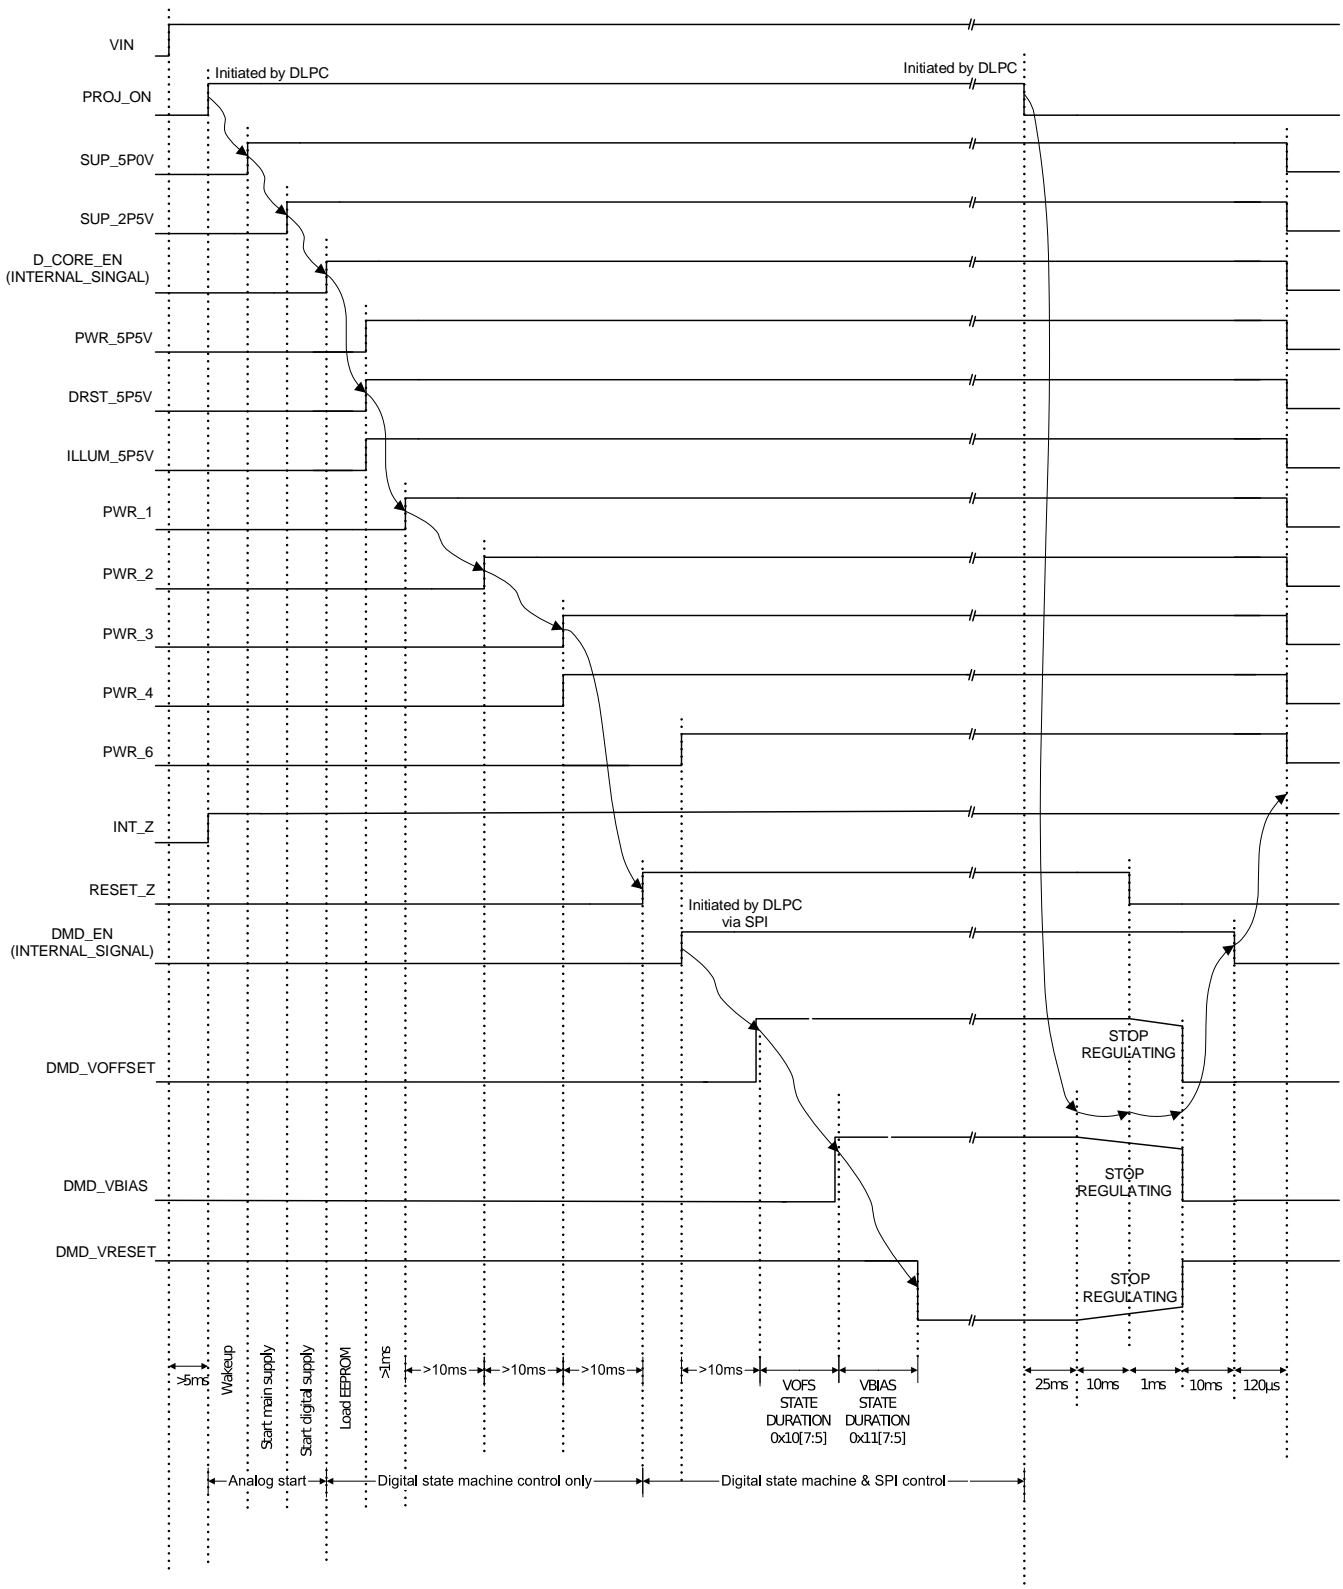 VIN
Initiated by DLPC
Initiated by DLPC
PROJ_ON
SUP_5P0V
SUP_2P5V
D_CORE_EN
(INTERNAL_SINGAL)
PWR_5P5V
DRST_5P5V
ILLUM_5P5V
PWR_1
PWR_2
PWR_3
PWR_4
PWR_6
INT_Z
RESET_Z
Initiated by DLPC
via SPI
DMD_EN
(INTERNAL_SIGNAL)
STOP
REGULATING
DMD_VOFFSET
STOP
REGULATING
DMD_VBIAS
DMD_VRESET
STOP
REGULATING
>5ms
Wakeup
Start main supply
Start digital supply
Load EEPROM
>1ms
>10ms
>10ms
>10ms
>10ms
VOFS
STATE
DURATION
0x10[7:5]
VBIAS
STATE
DURATION
0x11[7:5]
25ms
10ms
1ms
10ms
120µs
Analog start
Digital state machine control only
Digital state machine & SPI control